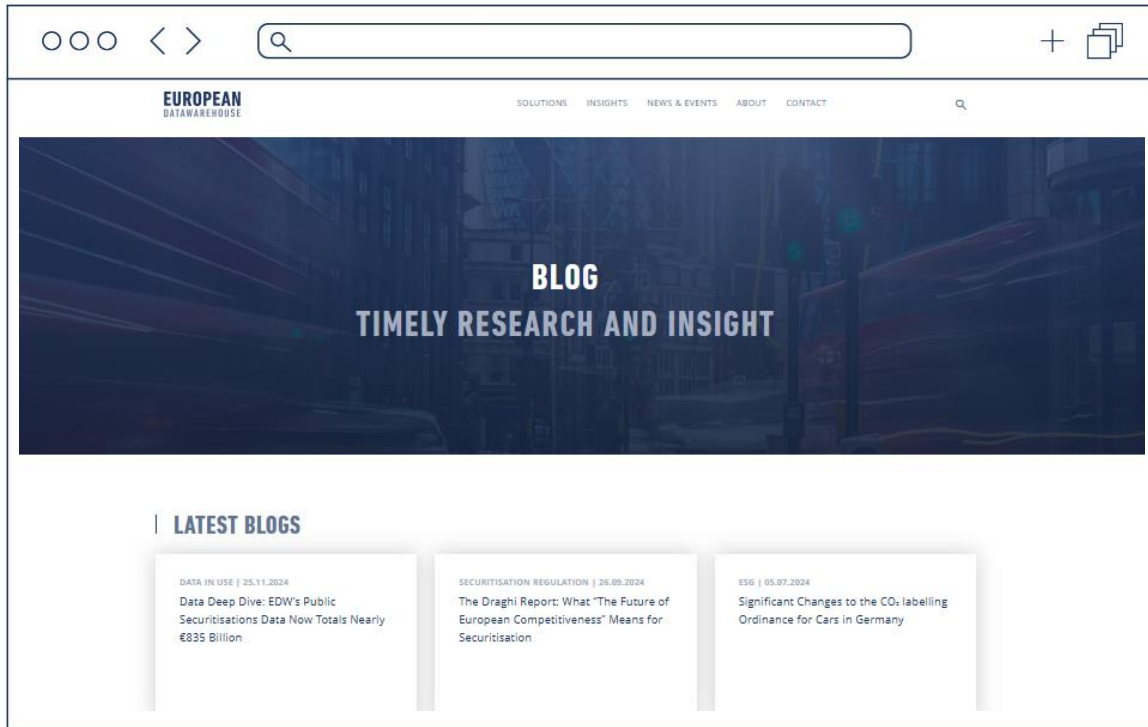 EUROPEAN
DATAWAREHOUSE
SOLUTIONS INSIGHTS NEWS & EVENTS ABOUT CONTACT
BLOG
TIMELY RESEARCH AND INSIGHT
LATEST BLOGS
DATA IN USE | 25.11.2024
Data Deep Dive: EDW's Public
Securitisations Data Now Totals Nearly
€835 Billion
SECURITISATION REGULATION | 26.09.2024
The Draghi Report: What "The Future of
European Competitiveness" Means for
Securitisation
ESG | 05.07.2024
Significant Changes to the CO₂ labelling
Ordinance for Cars in Germany